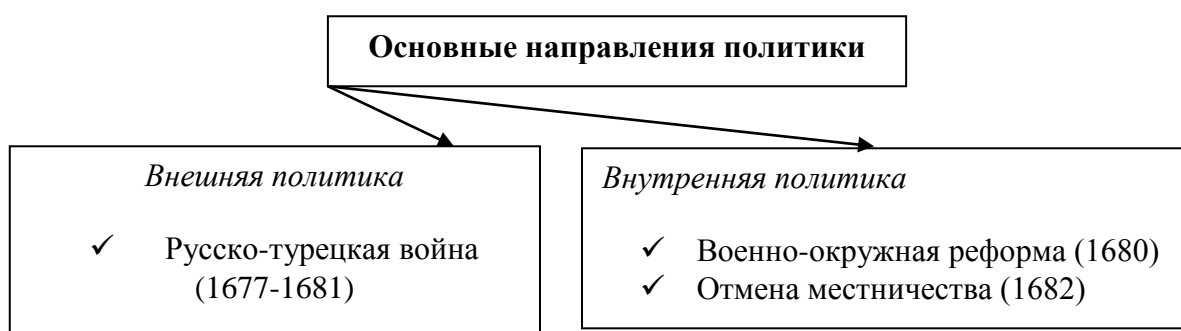 Основные направления политики
Внешняя политика
✓ Русско-турецкая война
(1677-1681)
Внутренняя политика
✓ Военно-окружная реформа (1680)
✓ Отмена местничества (1682)